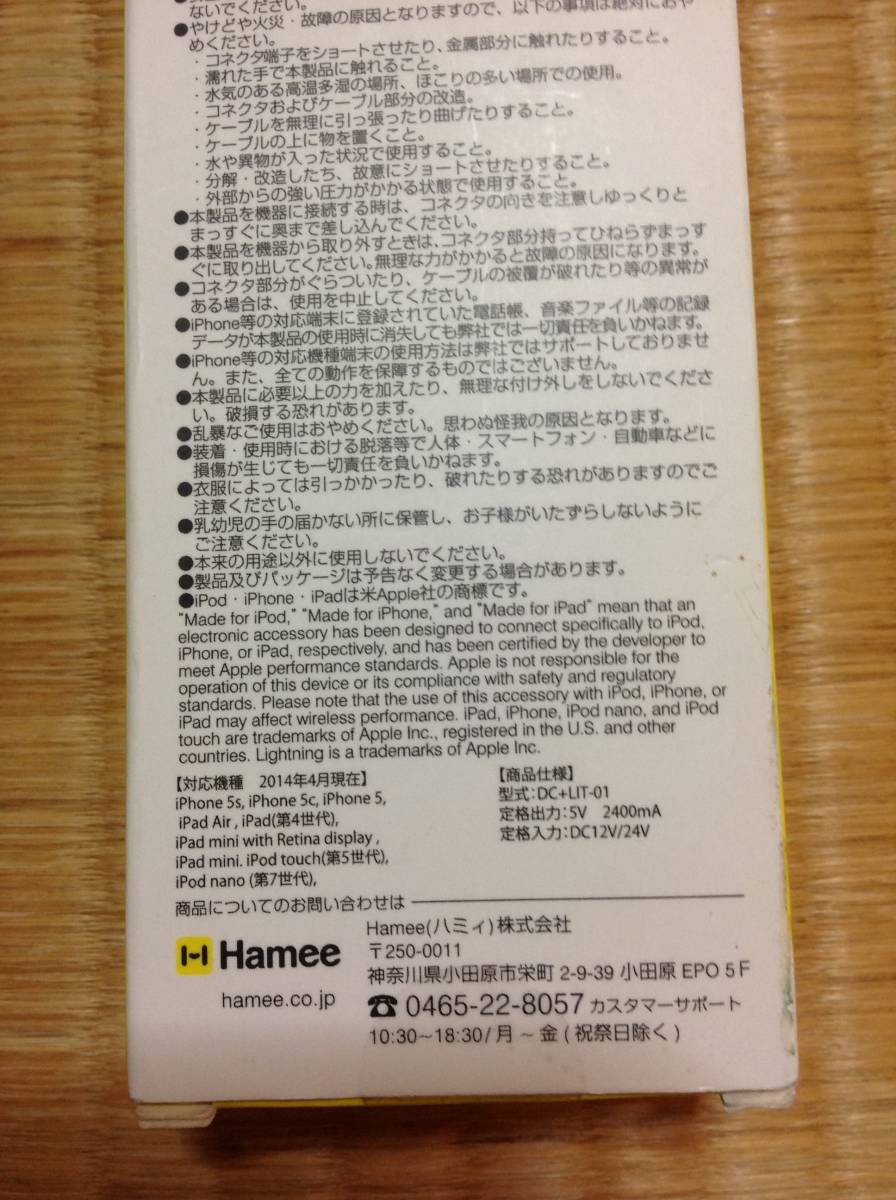 ないでください。
●やけどや火災・故障の原因となりますので、以下の事項は絶対におや
めください。
・コネクタ端子をショートさせたり、金属部分に触れたりすること。
・濡れた手で本製品に触れること。
・水気のある高温多湿の場所、ほこりの多い場所での使用。
・コネクタおよびケーブル部分の改造。
・ケーブルを無理に引っ張ったり曲げたりすること。
・ケーブルの上に物を置くこと。
・水や異物が入った状況で使用すること。
・分解・改造したち、故意にショートさせたりすること。
・外部からの強い圧力がかかる状態で使用すること。
●本製品を機器に接続する時は、コネクタの向きを注意しゆっくりと
まっすぐに奥まで差し込んでください。
●本製品を機器から取り外すときは、コネクタ部分持ってひねらずまっす
ぐに取り出してください。無理な力がかかると故障の原因になります。
●コネクタ部分がぐらついたり、ケーブルの被覆が破れたり等の異常が
ある場合は、使用を中止してください。
●iPhone等の対応端末に登録されていた電話帳、音楽ファイル等の記録
データが本製品の使用時に消失しても弊社では一切責任を負いかねます。
●iPhone等の対応機種端末の使用方法は弊社ではサポートしておりませ
ん。また、全ての動作を保障するものではございません。
●本製品に必要以上の力を加えたり、無理な付け外しをしないでくださ
い。破損する恐れがあります。
●乱暴なご使用はおやめください。思わぬ怪我の原因となります。
●装着・使用時における脱落等で人体・スマートフォン・自動車などに
損傷が生じても一切責任を負いかねます。
●衣服によっては引っかかったり、破れたりする恐れがありますのでご
注意ください。
●乳幼児の手の届かない所に保管し、お子様がいたずらしないように
ご注意ください。
●本来の用途以外に使用しないでください。
●製品及びパッケージは予告なく変更する場合があります。
●iPod・iPhone・iPadは米Apple社の商標です。
"Made for iPod," "Made for iPhone," and "Made for iPad" mean that an
electronic accessory has been designed to connect specifically to iPod,
iPhone, or iPad, respectively, and has been certified by the developer to
meet Apple performance standards. Apple is not responsible for the
operation of this device or its compliance with safety and regulatory
standards. Please note that the use of this accessory with iPod, iPhone, or
iPad may affect wireless performance. iPad, iPhone, iPod nano, and iPod
touch are trademarks of Apple Inc., registered in the U.S. and other
countries. Lightning is a trademarks of Apple Inc.
【対応機種 2014年4月現在】
iPhone 5s, iPhone 5c, iPhone 5,
iPad Air , iPad(第4世代),
iPad mini with Retina display ,
iPad mini. iPod touch(第5世代),
iPod nano (第7世代),
【商品仕様】
型式:DC+LIT-01
定格出力:5V 2400mA
定格入力:DC12V/24V
商品についてのお問い合わせは
Hamee
hamee.co.jp
Hamee(ハミィ)株式会社
〒250-0011
神奈川県小田原市栄町 2-9-39 小田原 EPO 5F
☎ 0465-22-8057 カスタマーサポート
10:30~18:30/月~金(祝祭日除く)